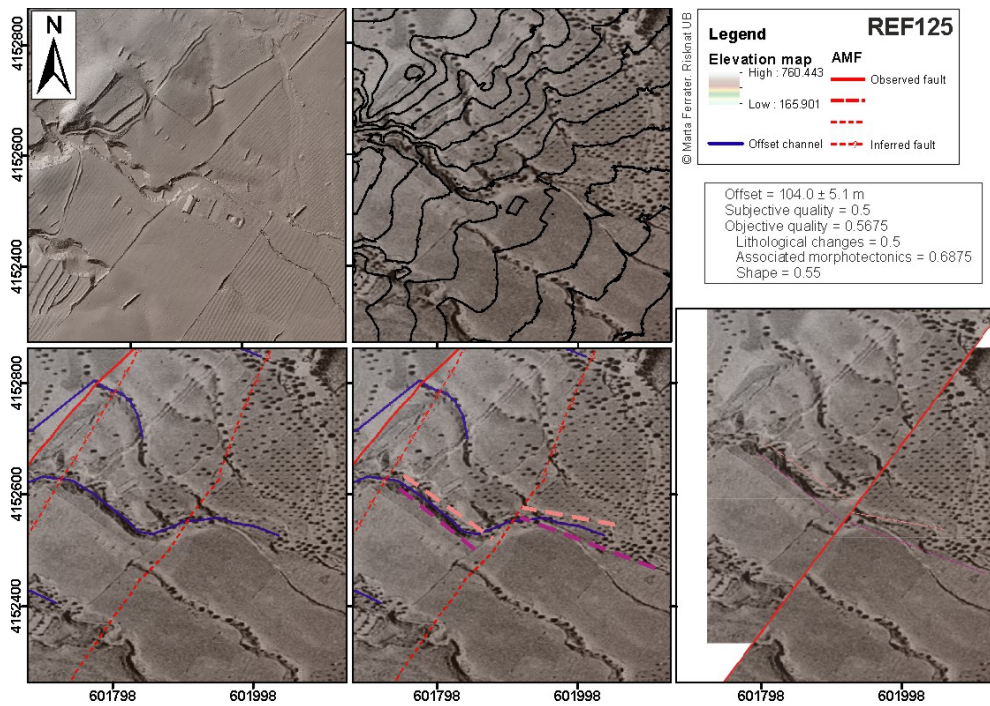 N
REF125
Legend
Elevation map
High : 760.443
Low : 165.901
Offset channel
AMF
Observed fault
Inferred fault
© Marta Ferrater. Risknat UB
Offset = 104.0 ± 5.1 m
Subjective quality = 0.5
Objective quality = 0.5675
Lithological changes = 0.5
Associated morphotectonics = 0.6875
Shape = 0.55
4152800
4152600
4152400
4152800
4152600
4152400
601798
601998
601798
601998
601798
601998